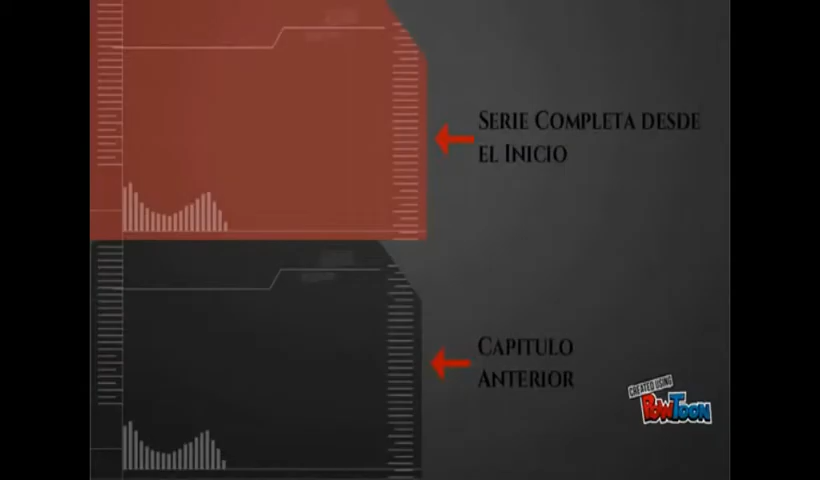 Serie Completa desde
el Inicio
Capitulo
Anterior
CREATED USING
PowToon